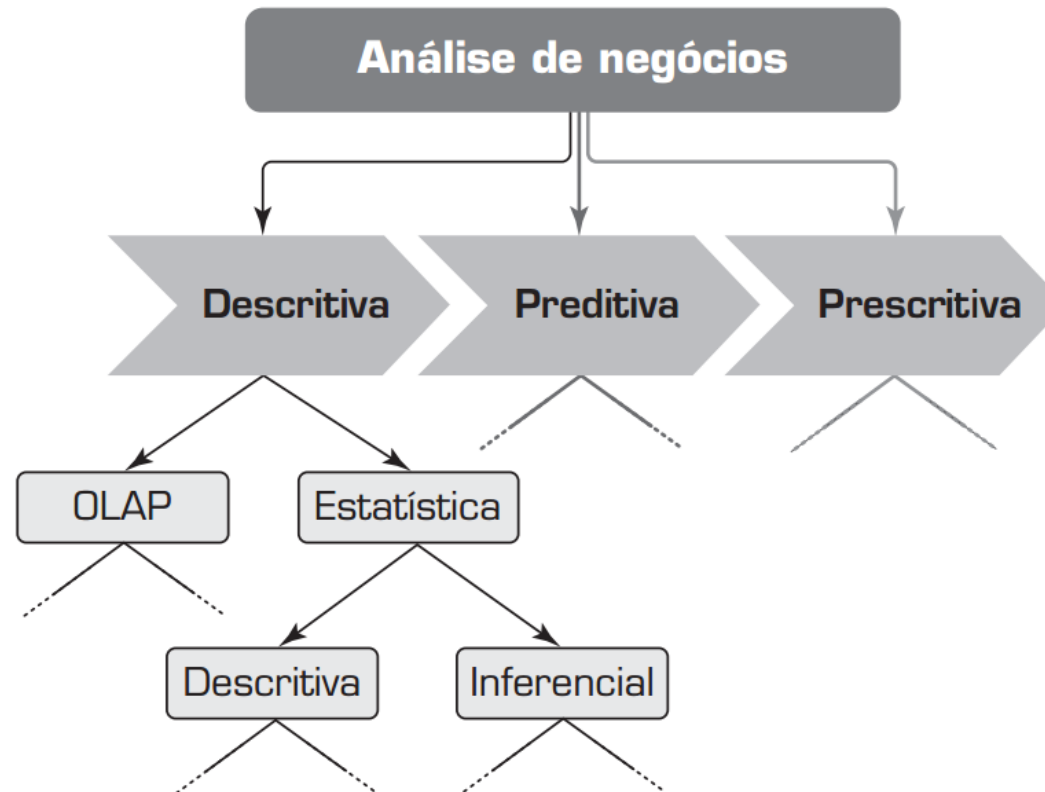 Análise de negócios
Descritiva
Preditiva
Prescritiva
OLAP
Estatística
Descritiva
Inferencial